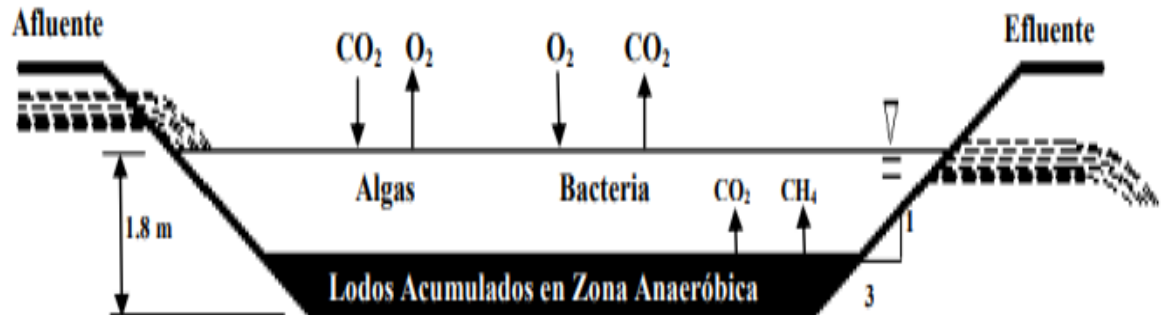 Afluente
Efluente
CO₂ O₂ O₂ CO₂
Algas Bacteria CO₂ CH₄
1.8 m
1
3
Lodos Acumulados en Zona Anaeróbica